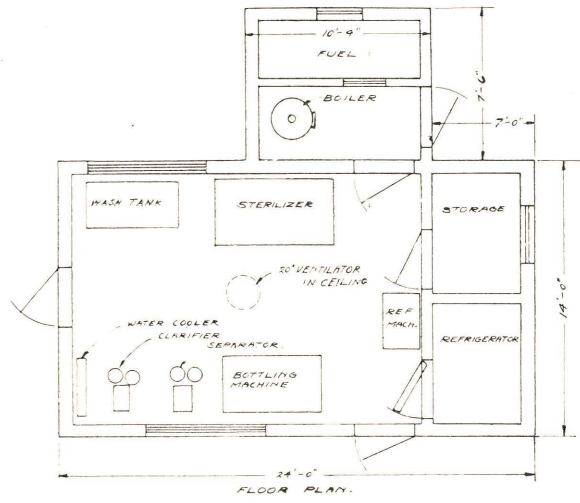 10'-4"
FUEL
7'-6"
BOILER
7'-0"
WASH TANK
STERILIZER
STORAGE
20" VENTILATOR
IN CEILING
14'-0"
REF
MACH.
REFRIGERATOR
WATER COOLER
CLARIFIER
SEPARATOR.
BOTTLING
MACHINE
24'-0"
FLOOR PLAN.